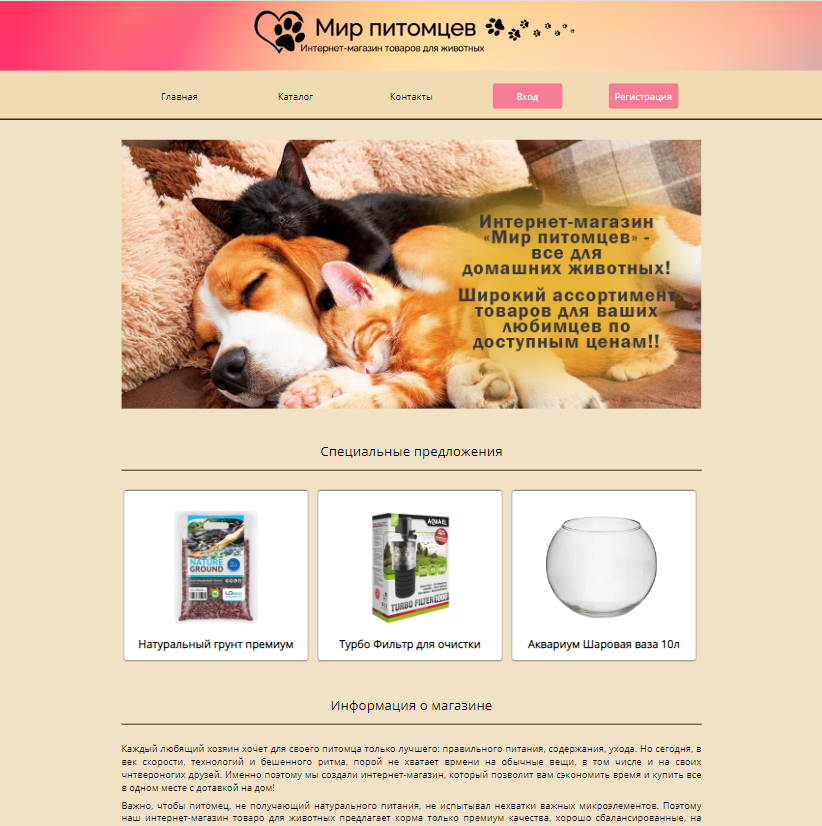 Мир питомцев
Интернет-магазин товаров для животных
Главная Каталог Контакты Вход Регистрация
Интернет-магазин
«Мир питомцев» -
все для
домашних животных!
Широкий ассортимент
товаров для ваших
любимцев по
доступным ценам!!
Специальные предложения
NATURE
GROUND
AQUAEL
TURBO FILTER
Натуральный грунт премиум
Турбо Фильтр для очистки
Аквариум Шаровая ваза 10л
Информация о магазине
Каждый любящий хозяин хочет для своего питомца только лучшего: правильного питания, содержания, ухода. Но сегодня, в
век скорости, технологий и бешенного ритма, порой не хватает врмени на обычные вещи, в том числе и на своих
чнтвероногих друзей. Именно поэтому мы создали интернет-магазин, который позволит вам сэкономить время и купить все
в одном месте с дотавкой на дом!
Важно, чтобы питомец, не получающий натурального питания, не испытывал нехватки важных микроэлементов. Поэтому
наш интернет-магазин товаро для животных предлагает корма только премиум качества, хорошо сбалансированные, на